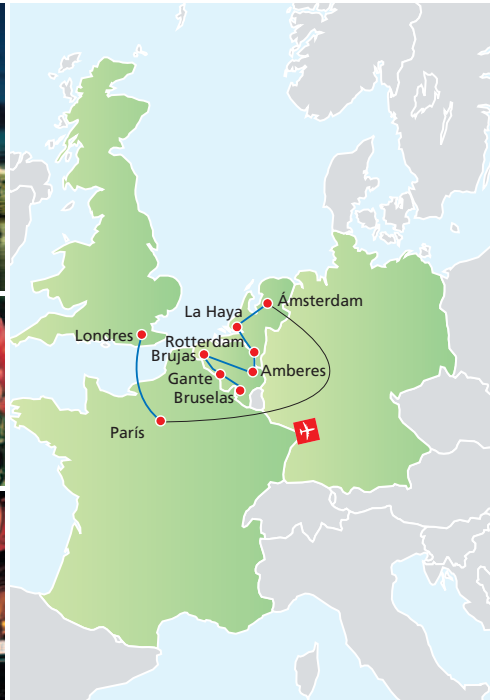 Ámsterdam
La Haya
Londres
Rotterdam
Brujas
Amberes
Gante
Bruselas
París